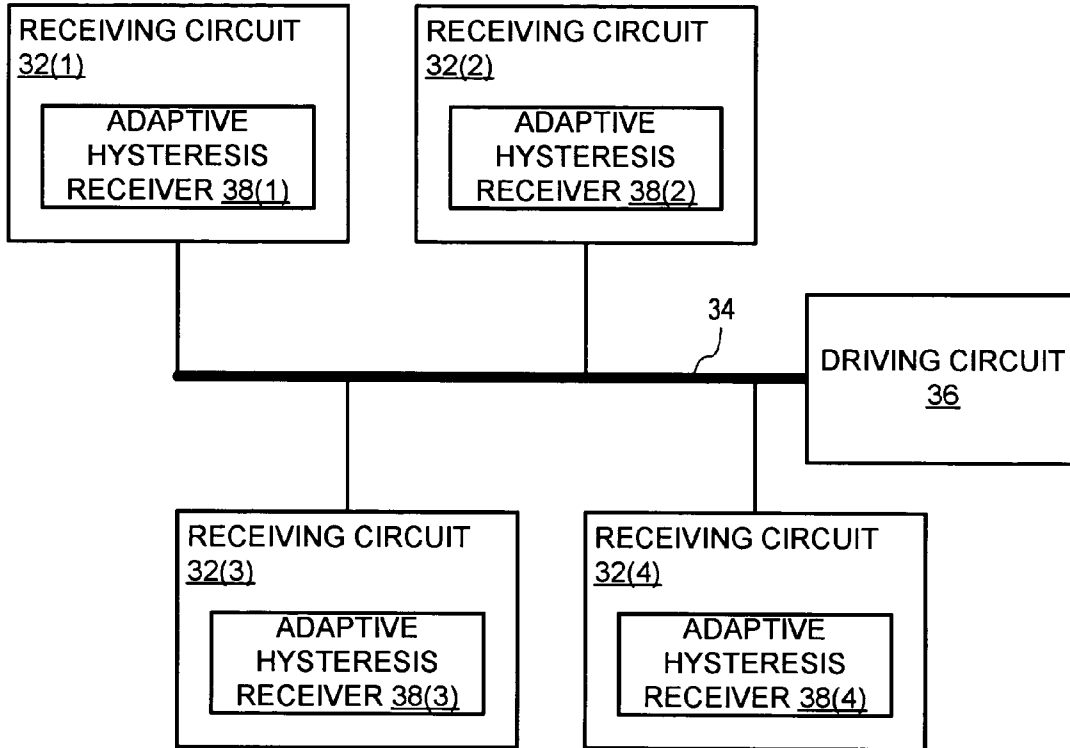 RECEIVING CIRCUIT
32(1)
ADAPTIVE
HYSTERESIS
RECEIVER 38(1)
RECEIVING CIRCUIT
32(2)
ADAPTIVE
HYSTERESIS
RECEIVER 38(2)
34
DRIVING CIRCUIT
36
RECEIVING CIRCUIT
32(3)
ADAPTIVE
HYSTERESIS
RECEIVER 38(3)
RECEIVING CIRCUIT
32(4)
ADAPTIVE
HYSTERESIS
RECEIVER 38(4)